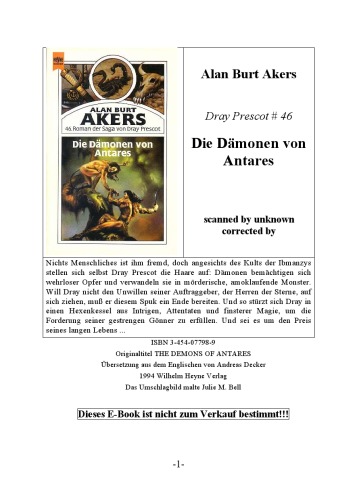 ALAN BURT
AKERS
46. Roman der Saga von Dray Prescot
Die Dämonen von
Antares
Alan Burt Akers
Dray Prescot # 46
Die Dämonen von
Antares
scanned by unknown
corrected by
Nichts Menschliches ist ihm fremd, doch angesichts des Kults der Ibmanzys
stellen sich selbst Dray Prescot die Haare auf: Dämonen bemächtigen sich
wehrloser Opfer und verwandeln sie in mörderische, amoklaufende Monster.
Will Dray nicht den Unwillen seiner Auftraggeber, der Herren der Sterne, auf
sich ziehen, muß er diesem Spuk ein Ende bereiten. Und so stürzt sich Dray in
einen Hexenkessel aus Intrigen, Attentaten und finsterer Magie, um die
Forderung seiner gestrengen Gönner zu erfüllen. Und sei es um den Preis
seines langen Lebens ...
ISBN 3-454-07798-9
Originaltitel THE DEMONS OF ANTARES
Übersetzung aus dem Englischen von Andreas Decker
1994 Wilhelm Heyne Verlag
Das Umschlagbild malte Julie M. Bell
Dieses E-Book ist nicht zum Verkauf bestimmt!!!
-1-